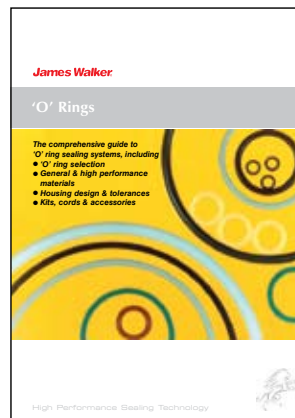 James Walker
‘O’ Rings
The comprehensive guide to
‘O’ ring sealing systems, including
● ‘O’ ring selection
● General & high performance
materials
● Housing design & tolerances
● Kits, cords & accessories
High Performance Sealing Technology